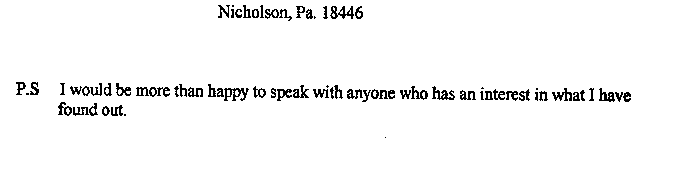 Nicholson, Pa. 18446
P.S I would be more than happy to speak with anyone who has an interest in what I have
found out.